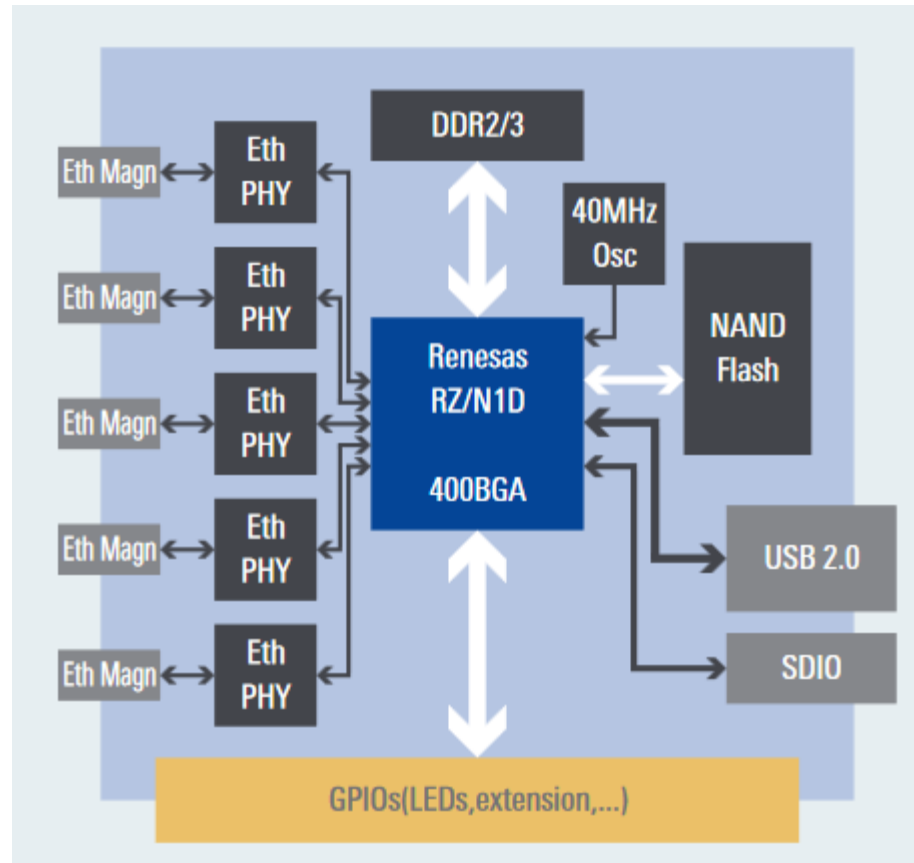 DDR2/3
Eth Magn
Eth
PHY
40MHz
Osc
Eth Magn
Eth
PHY
NAND
Flash
Renesas
RZ/N1D
400BGA
Eth Magn
Eth
PHY
Eth Magn
Eth
PHY
USB 2.0
Eth Magn
Eth
PHY
SDIO
GPIOs(LEDs,extension,...)